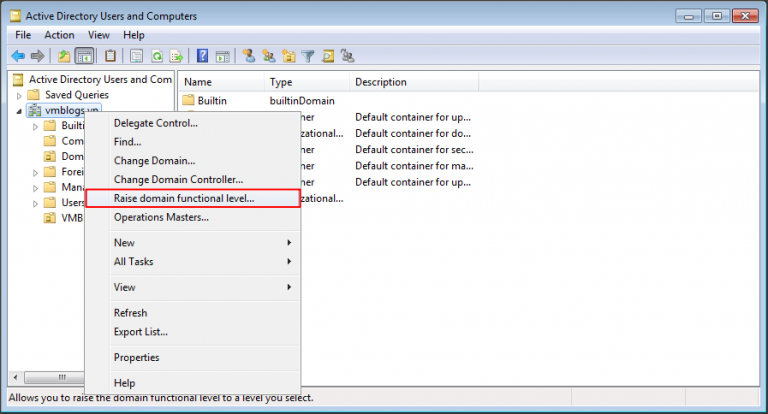 Active Directory Users and Computers
File Action View Help
Active Directory Users and Com
Saved Queries
vmblogs.vn
Builti
Com
Doma
Forei
Mana
Users
VMB
Name Type Description
Builtin builtinDomain
ner Default container for up...
zational... Default container for do...
ner Default container for sec...
ner Default container for ma...
ner Default container for up...
zational...
Delegate Control...
Find...
Change Domain...
Change Domain Controller...
Raise domain functional level...
Operations Masters...
New
All Tasks
View
Refresh
Export List...
Properties
Help
Allows you to raise the domain functional level to a level you select.